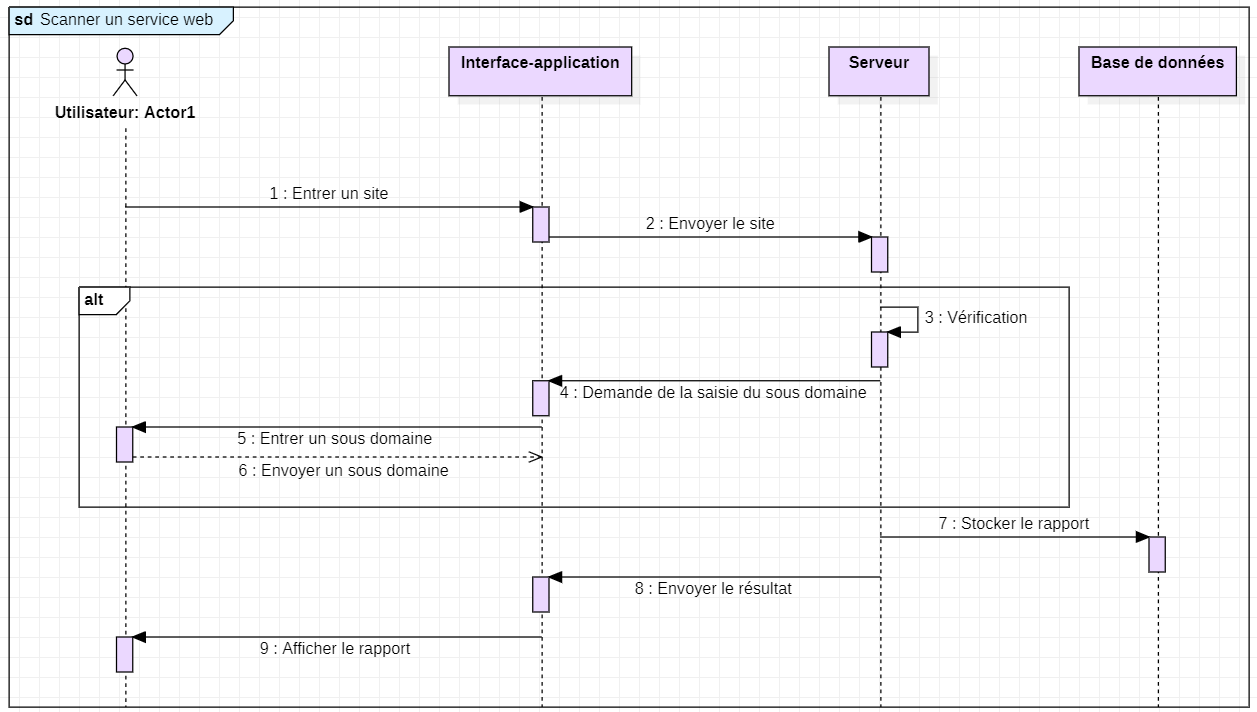 sd Scanner un service web
Interface-application
Serveur
Base de données
Utilisateur: Actor1
1 : Entrer un site
2 : Envoyer le site
alt
3 : Vérification
4 : Demande de la saisie du sous domaine
5 : Entrer un sous domaine
6 : Envoyer un sous domaine
7 : Stocker le rapport
8 : Envoyer le résultat
9 : Afficher le rapport